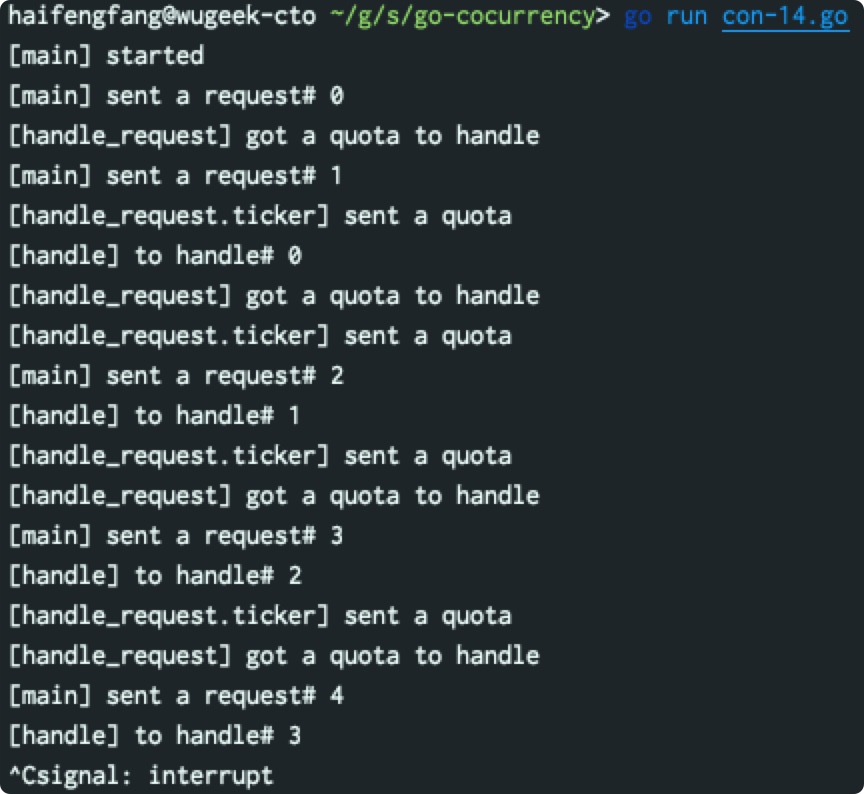 haifengfang@wugeek-cto ~/g/s/go-cocurrency> go run con-14.go
[main] started
[main] sent a request# 0
[handle_request] got a quota to handle
[main] sent a request# 1
[handle_request.ticker] sent a quota
[handle] to handle# 0
[handle_request] got a quota to handle
[handle_request.ticker] sent a quota
[main] sent a request# 2
[handle] to handle# 1
[handle_request.ticker] sent a quota
[handle_request] got a quota to handle
[main] sent a request# 3
[handle] to handle# 2
[handle_request.ticker] sent a quota
[handle_request] got a quota to handle
[main] sent a request# 4
[handle] to handle# 3
^Csignal: interrupt